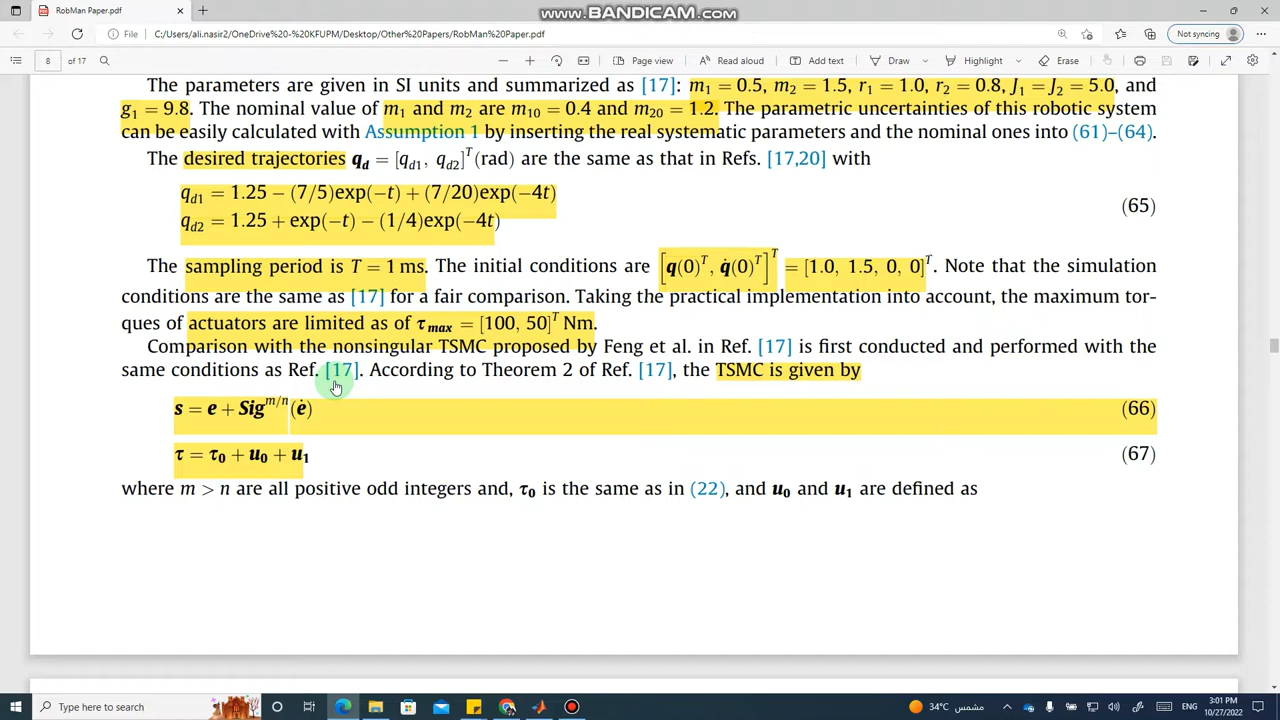 RobMan Paper.pdf
www.BANDICAM.com
File C:/Users/ali.nasir2/OneDrive%20-%20KFUPM/Desktop/Other%20Papers/RobMan%20Paper.pdf
Not syncing
8 of 17
Page view Read aloud Add text Draw Highlight Erase
The parameters are given in SI units and summarized as [17]: m₁ = 0.5, m₂ = 1.5, r₁ = 1.0, r₂ = 0.8, J₁ = J₂ = 5.0, and
g₁ = 9.8. The nominal value of m₁ and m₂ are m₁₀ = 0.4 and m₂₀ = 1.2. The parametric uncertainties of this robotic system
can be easily calculated with Assumption 1 by inserting the real systematic parameters and the nominal ones into (61)–(64).
The desired trajectories q_d = [q_d1, q_d2]^T(rad) are the same as that in Refs. [17,20] with
q_d1 = 1.25 − (7/5)exp(−t) + (7/20)exp(−4t)
(65)
q_d2 = 1.25 + exp(−t) − (1/4)exp(−4t)
The sampling period is T = 1 ms. The initial conditions are [q(0)^T, q̇(0)^T]^T = [1.0, 1.5, 0, 0]^T. Note that the simulation
conditions are the same as [17] for a fair comparison. Taking the practical implementation into account, the maximum tor-
ques of actuators are limited as of τ_max = [100, 50]^T Nm.
Comparison with the nonsingular TSMC proposed by Feng et al. in Ref. [17] is first conducted and performed with the
same conditions as Ref. [17]. According to Theorem 2 of Ref. [17], the TSMC is given by
s = e + Sig^m/n(ė) (66)
τ = τ₀ + u₀ + u₁ (67)
where m > n are all positive odd integers and, τ₀ is the same as in (22), and u₀ and u₁ are defined as
Type here to search
34°C مشمس
ENG
3:01 PM
10/27/2022